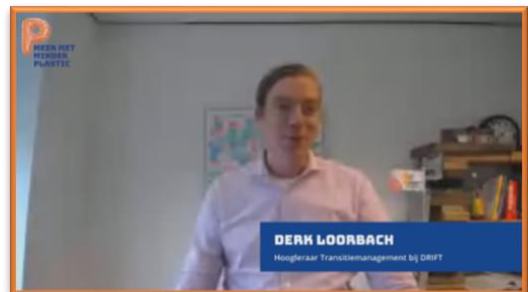 MEER MET
MINDER
PLASTIC
DERK LOORBACH
Hoogleraar Transitiemanagement bij DRIFT